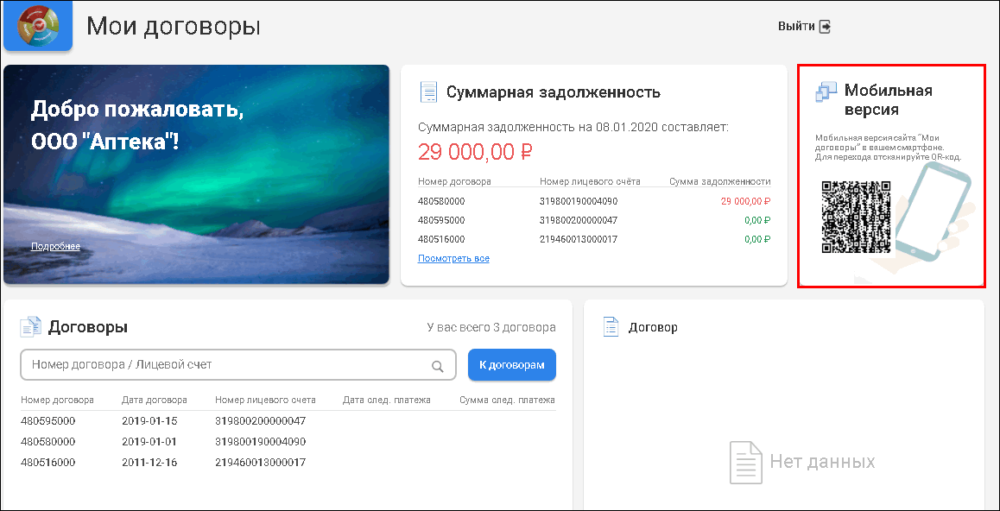 Мои договоры
Выйти
Добро пожаловать,
ООО "Аптека"!
Подробнее
Суммарная задолженность
Суммарная задолженность на 08.01.2020 составляет:
29 000,00 ₽
Номер договора Номер лицевого счёта Сумма задолженности
480580000 319800190004090 29 000,00 ₽
480595000 319800200000047 0,00 ₽
480516000 219460013000017 0,00 ₽
Посмотреть все
Мобильная
версия
Мобильная версия сайта "Мои
договоры" в вашем смартфоне.
Для перехода отсканируйте QR-код.
Договоры
У вас всего 3 договора
Номер договора / Лицевой счет
К договорам
Номер договора Дата договора Номер лицевого счета Дата след. платежа Сумма след. платежа
480595000 2019-01-15 319800200000047
480580000 2019-01-01 319800190004090
480516000 2011-12-16 219460013000017
Договор
Нет данных